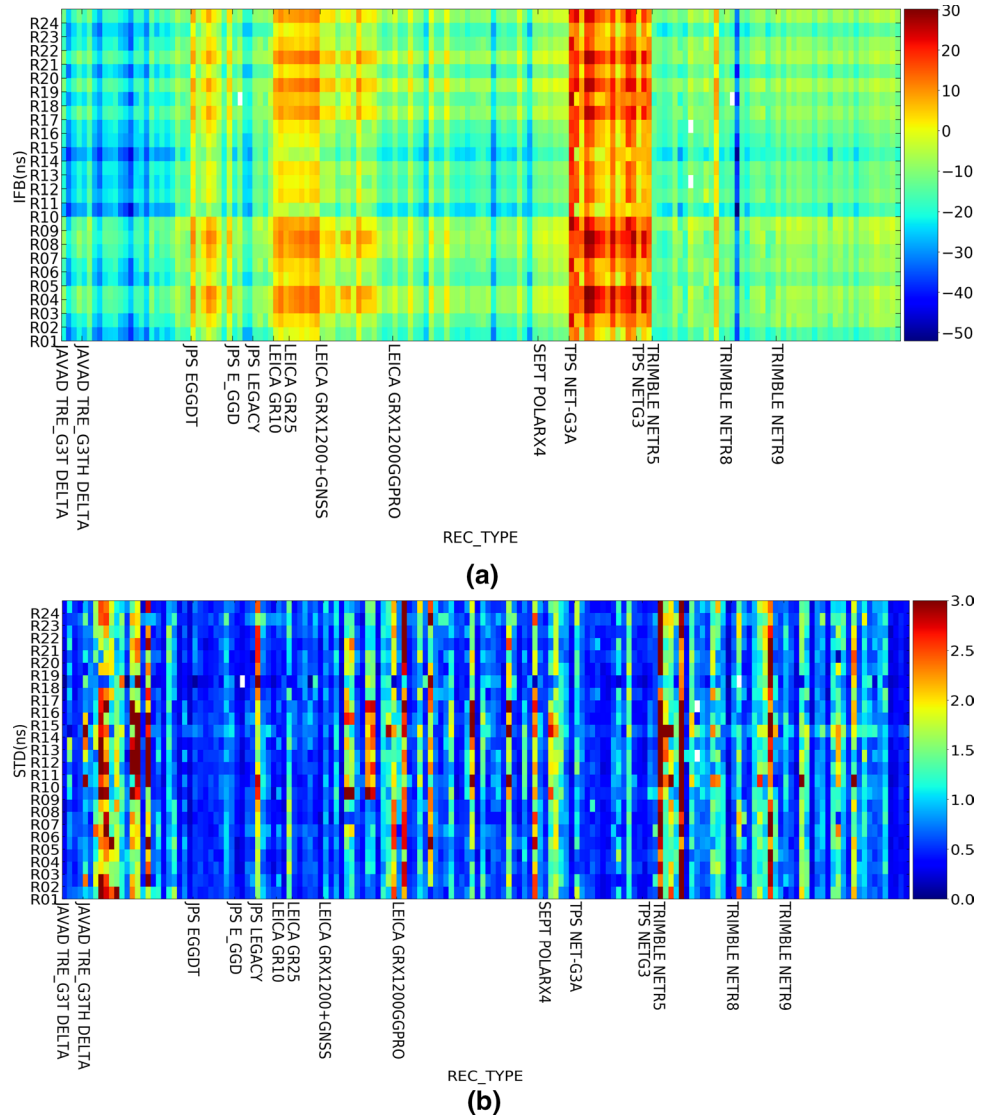 R24
R23
R22
R21
R20
R19
R18
R17
R16
R15
R14
R13
R12
R11
R10
R09
R08
R07
R06
R05
R04
R03
R02
R01
IFB(ns)
30
20
10
0
−10
−20
−30
−40
−50
JAVAD TRE_G3T DELTA
JAVAD TRE_G3TH DELTA
JPS EGGDT
JPS E_GGD
JPS LEGACY
LEICA GR10
LEICA GR25
LEICA GRX1200+GNSS
LEICA GRX1200GGPRO
SEPT POLARX4
TPS NET-G3A
TPS NETG3
TRIMBLE NETR5
TRIMBLE NETR8
TRIMBLE NETR9
REC_TYPE
(a)
R24
R23
R22
R21
R20
R19
R18
R17
R16
R15
R14
R13
R12
R11
R10
R09
R08
R07
R06
R05
R04
R03
R02
R01
STD(ns)
3.0
2.5
2.0
1.5
1.0
0.5
0.0
JAVAD TRE_G3T DELTA
JAVAD TRE_G3TH DELTA
JPS EGGDT
JPS E_GGD
JPS LEGACY
LEICA GR10
LEICA GR25
LEICA GRX1200+GNSS
LEICA GRX1200GGPRO
SEPT POLARX4
TPS NET-G3A
TPS NETG3
TRIMBLE NETR5
TRIMBLE NETR8
TRIMBLE NETR9
REC_TYPE
(b)